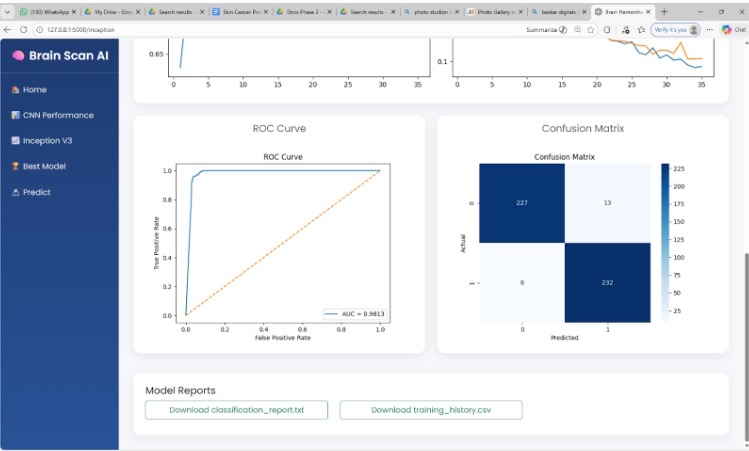 (130) WhatsApp
My Drive - Goo
Search results -
Skin Cancer Pre
Docs Phase 2 -
Search results -
photo studion i
Photo Gallery o
baskar digitals
Brain Hemorrha
127.0.0.1:5000/inception
Summarize
Verify it's you
Chat
Brain Scan AI
Home
CNN Performance
Inception V3
Best Model
Predict
0.65
0 5 10 15 20 25 30 35
0.1
0 5 10 15 20 25 30 35
ROC Curve
ROC Curve
1.0
0.8
0.6
0.4
0.2
0.0
True Positive Rate
AUC = 0.9813
0.0 0.2 0.4 0.6 0.8 1.0
False Positive Rate
Confusion Matrix
Confusion Matrix
0
227 13
Actual
1
8 232
0 1
Predicted
225
200
175
150
125
100
75
50
25
Model Reports
Download classification_report.txt
Download training_history.csv